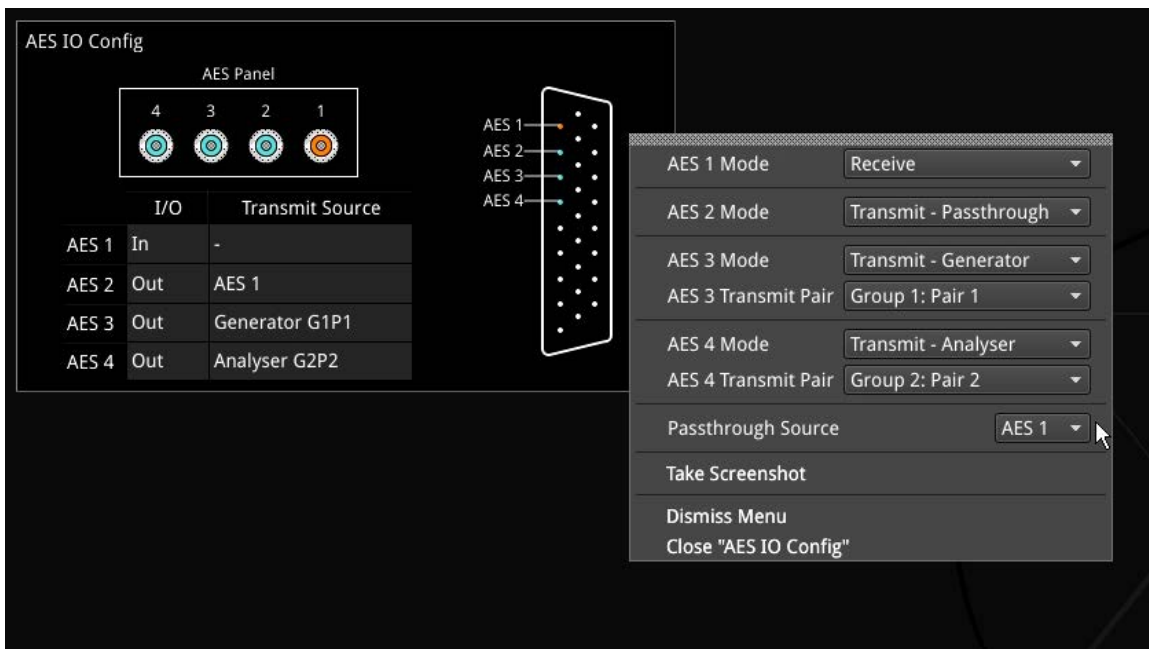 AES IO Config
AES Panel
4 3 2 1
I/O Transmit Source
AES 1 In -
AES 2 Out AES 1
AES 3 Out Generator G1P1
AES 4 Out Analyser G2P2
AES 1
AES 2
AES 3
AES 4
AES 1 Mode Receive
AES 2 Mode Transmit - Passthrough
AES 3 Mode Transmit - Generator
AES 3 Transmit Pair Group 1: Pair 1
AES 4 Mode Transmit - Analyser
AES 4 Transmit Pair Group 2: Pair 2
Passthrough Source AES 1
Take Screenshot
Dismiss Menu
Close "AES IO Config"